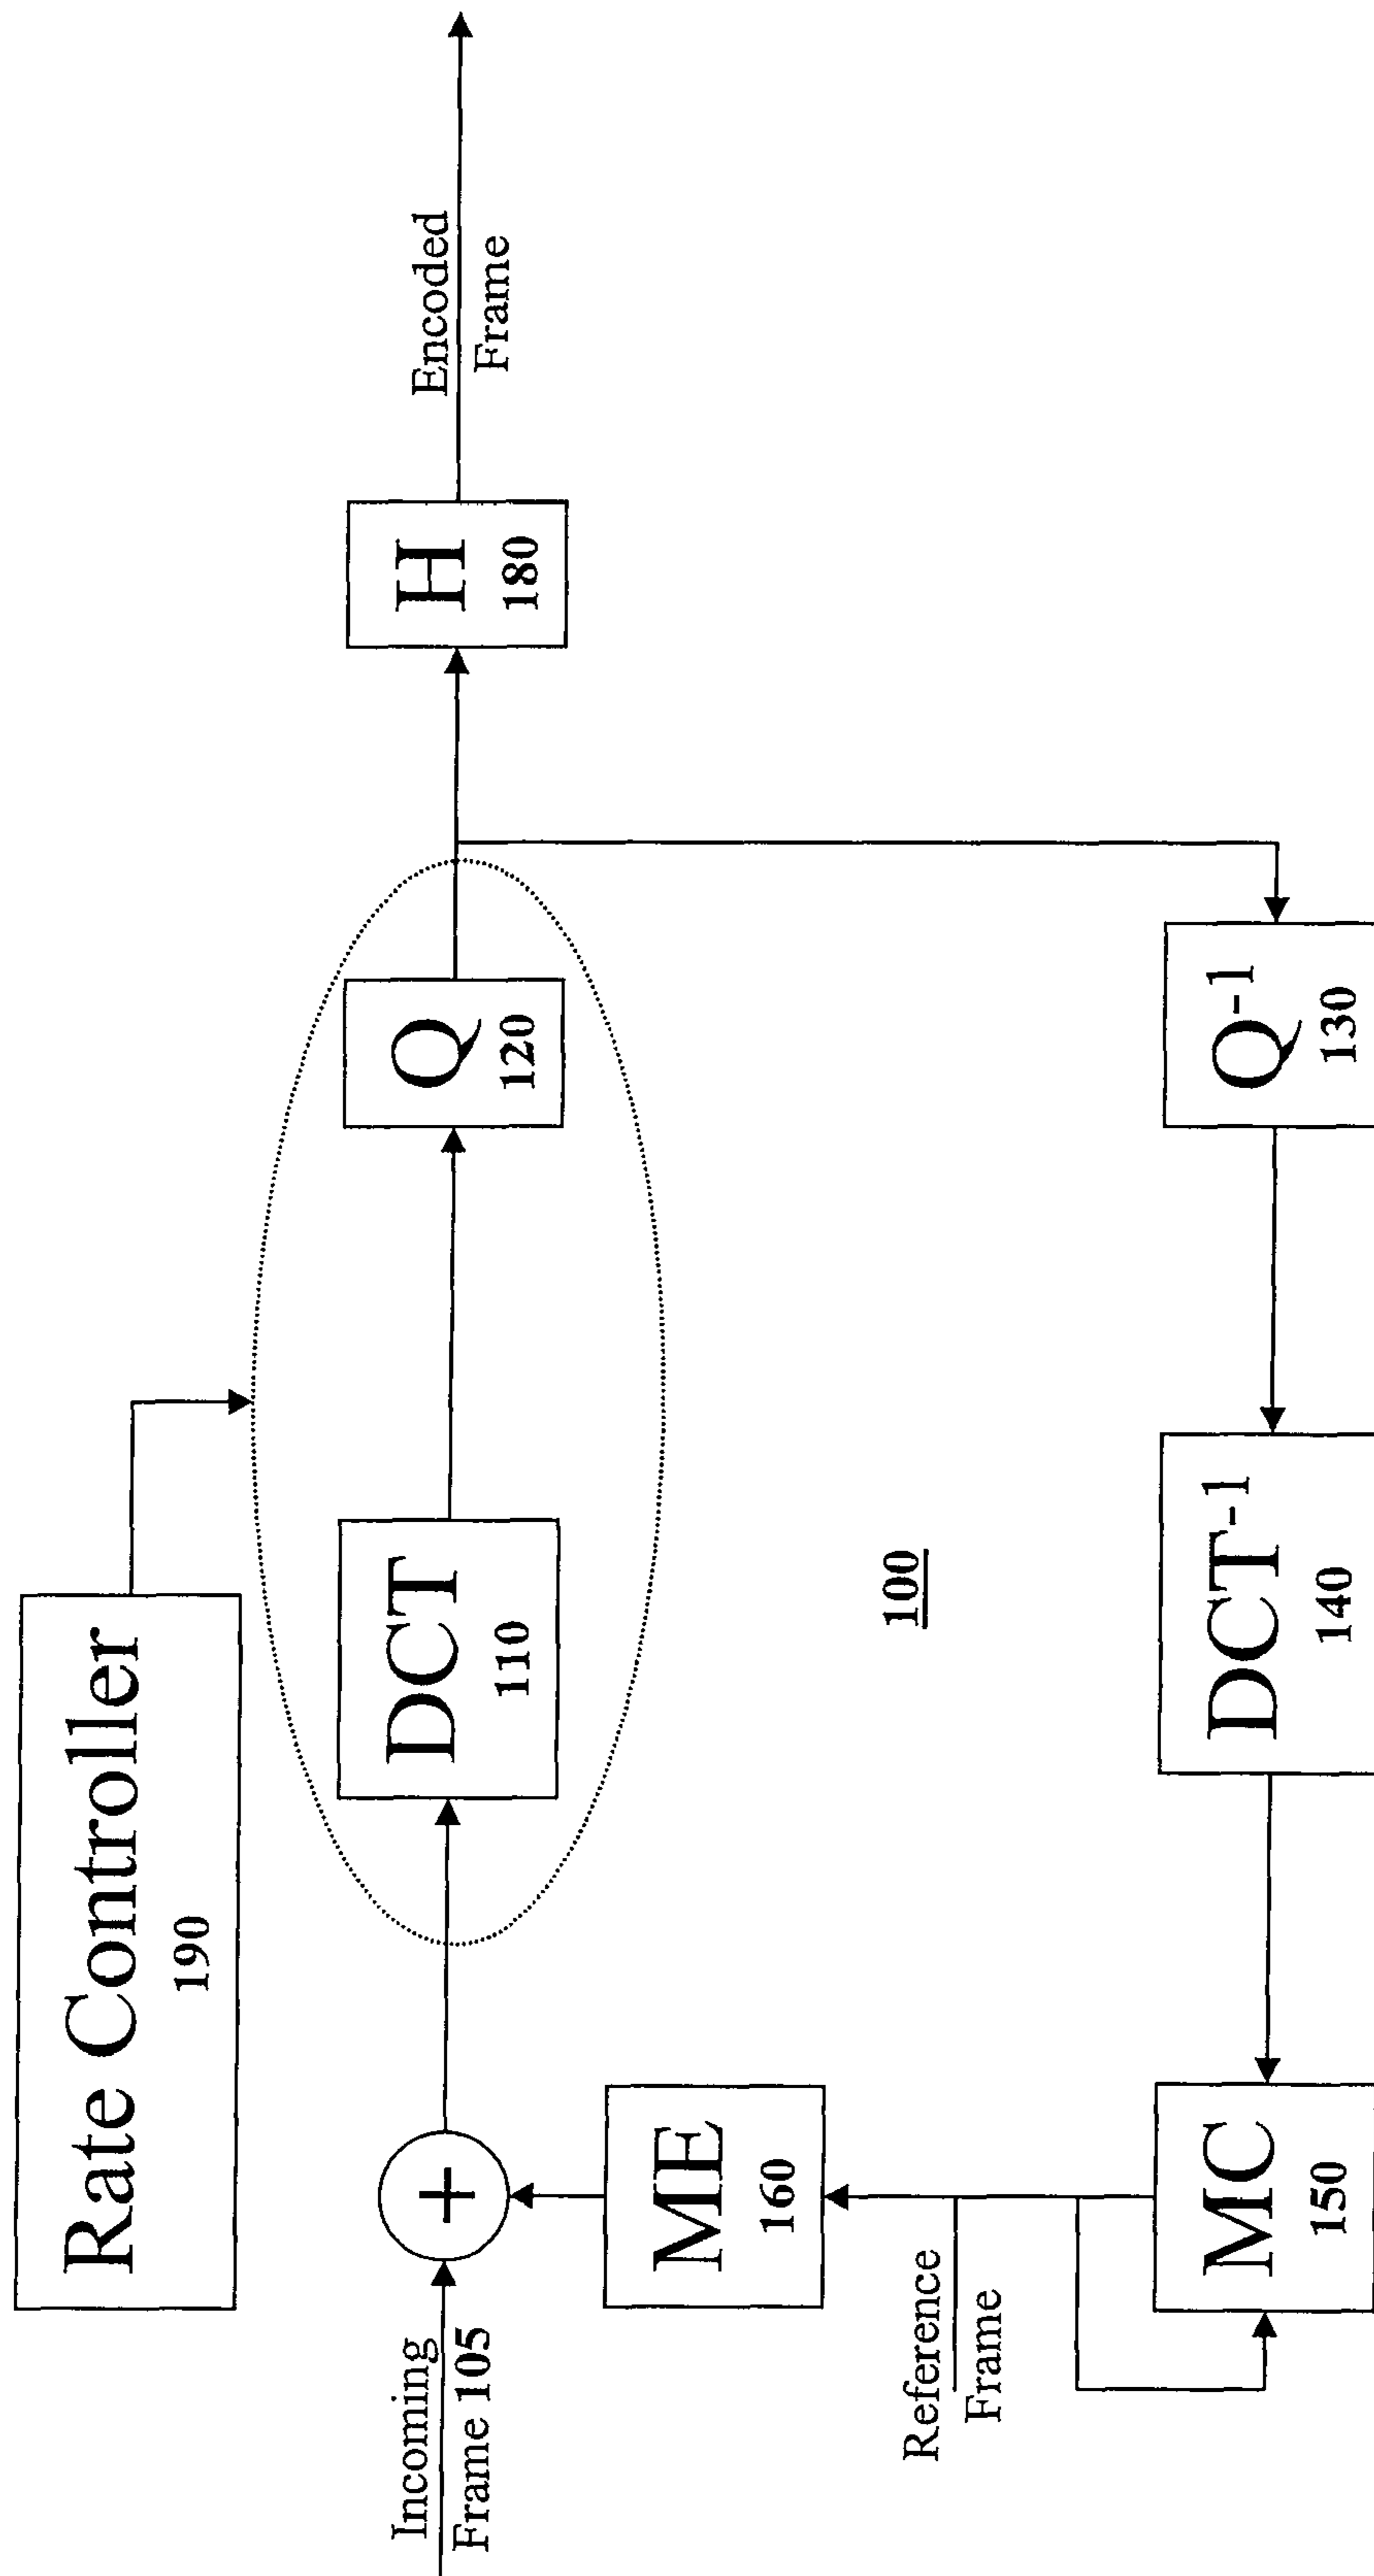 Rate Controller
190
Incoming
Frame 105
+
DCT
110
Q
120
H
180
Encoded
Frame
ME
160
100
Reference
Frame
MC
150
DCT-1
140
Q-1
130